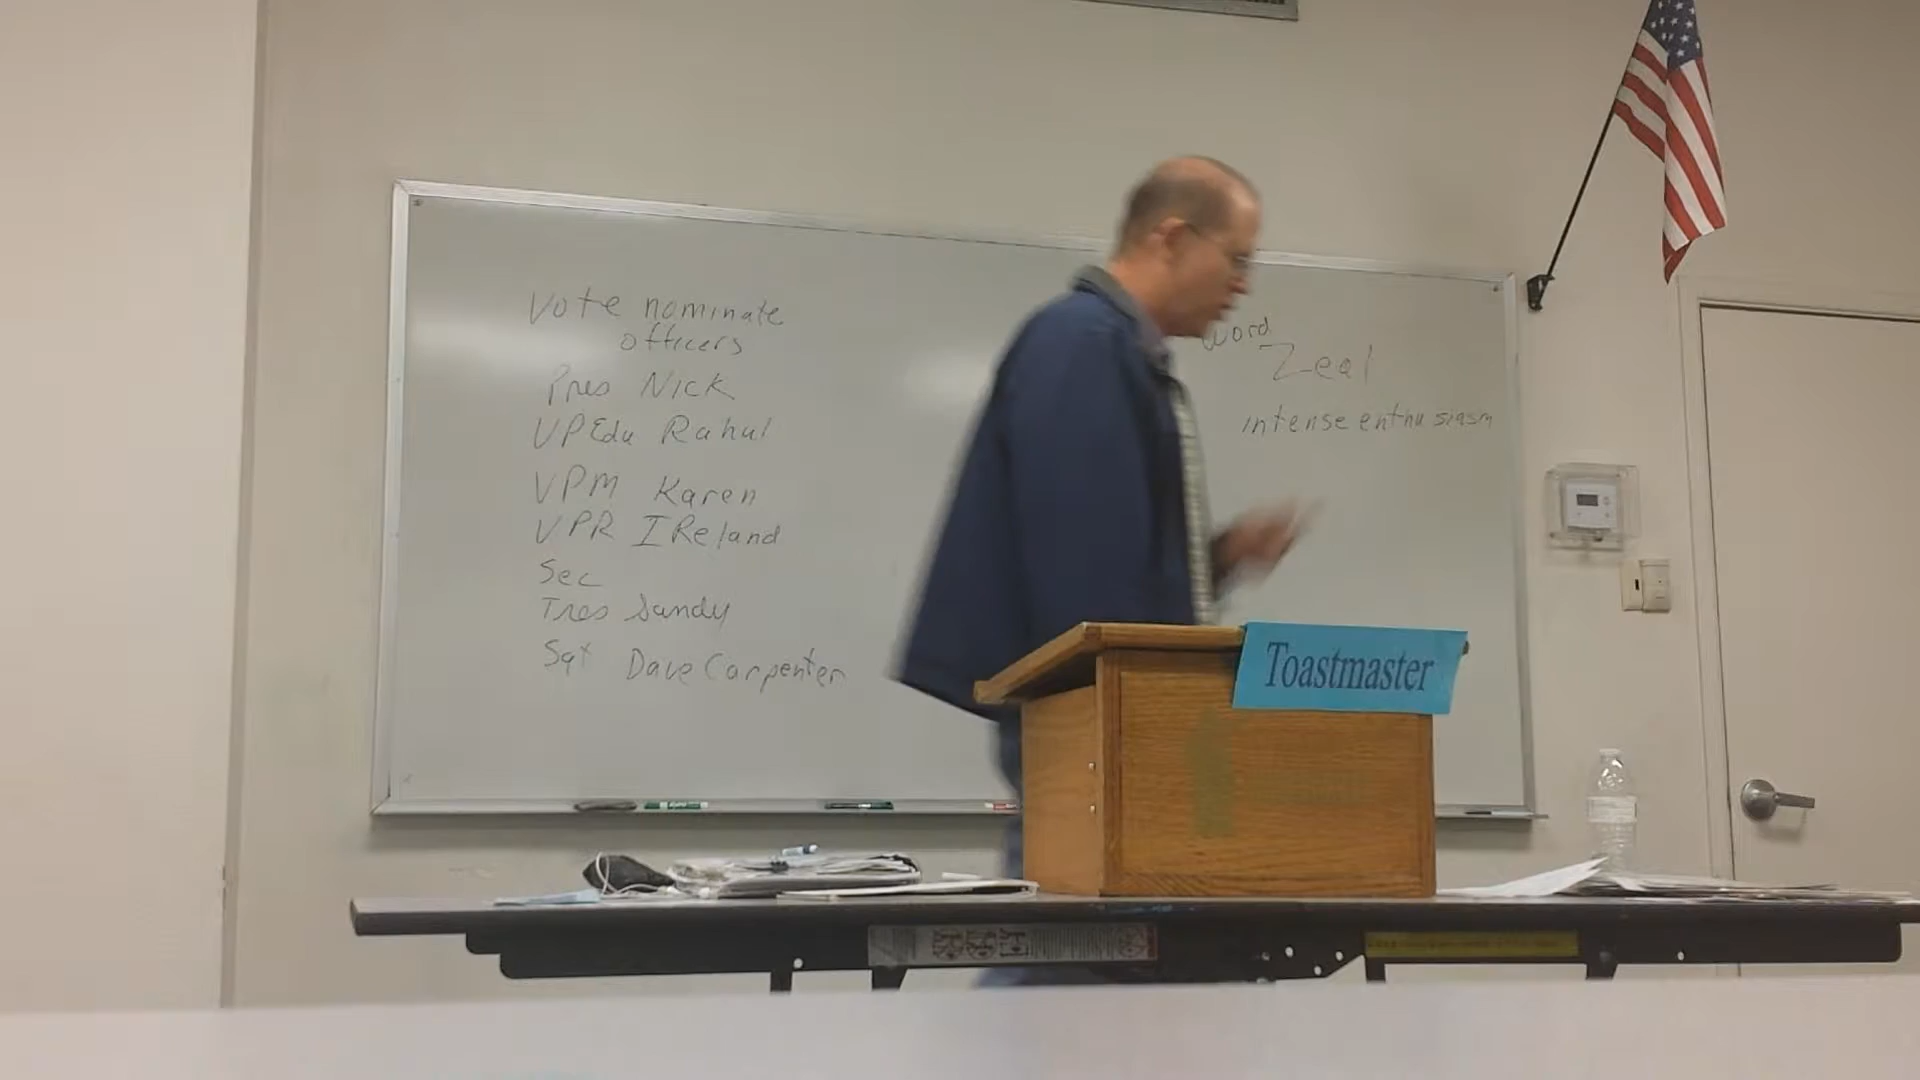 Vote nominate
officers
Pres Nick
VPEdu Rahul
VPM Karen
VPR IReland
Sec
Tres Sandy
Sgt Dave Carpenter
Word
Zeal
intense enthusiasm
Toastmaster